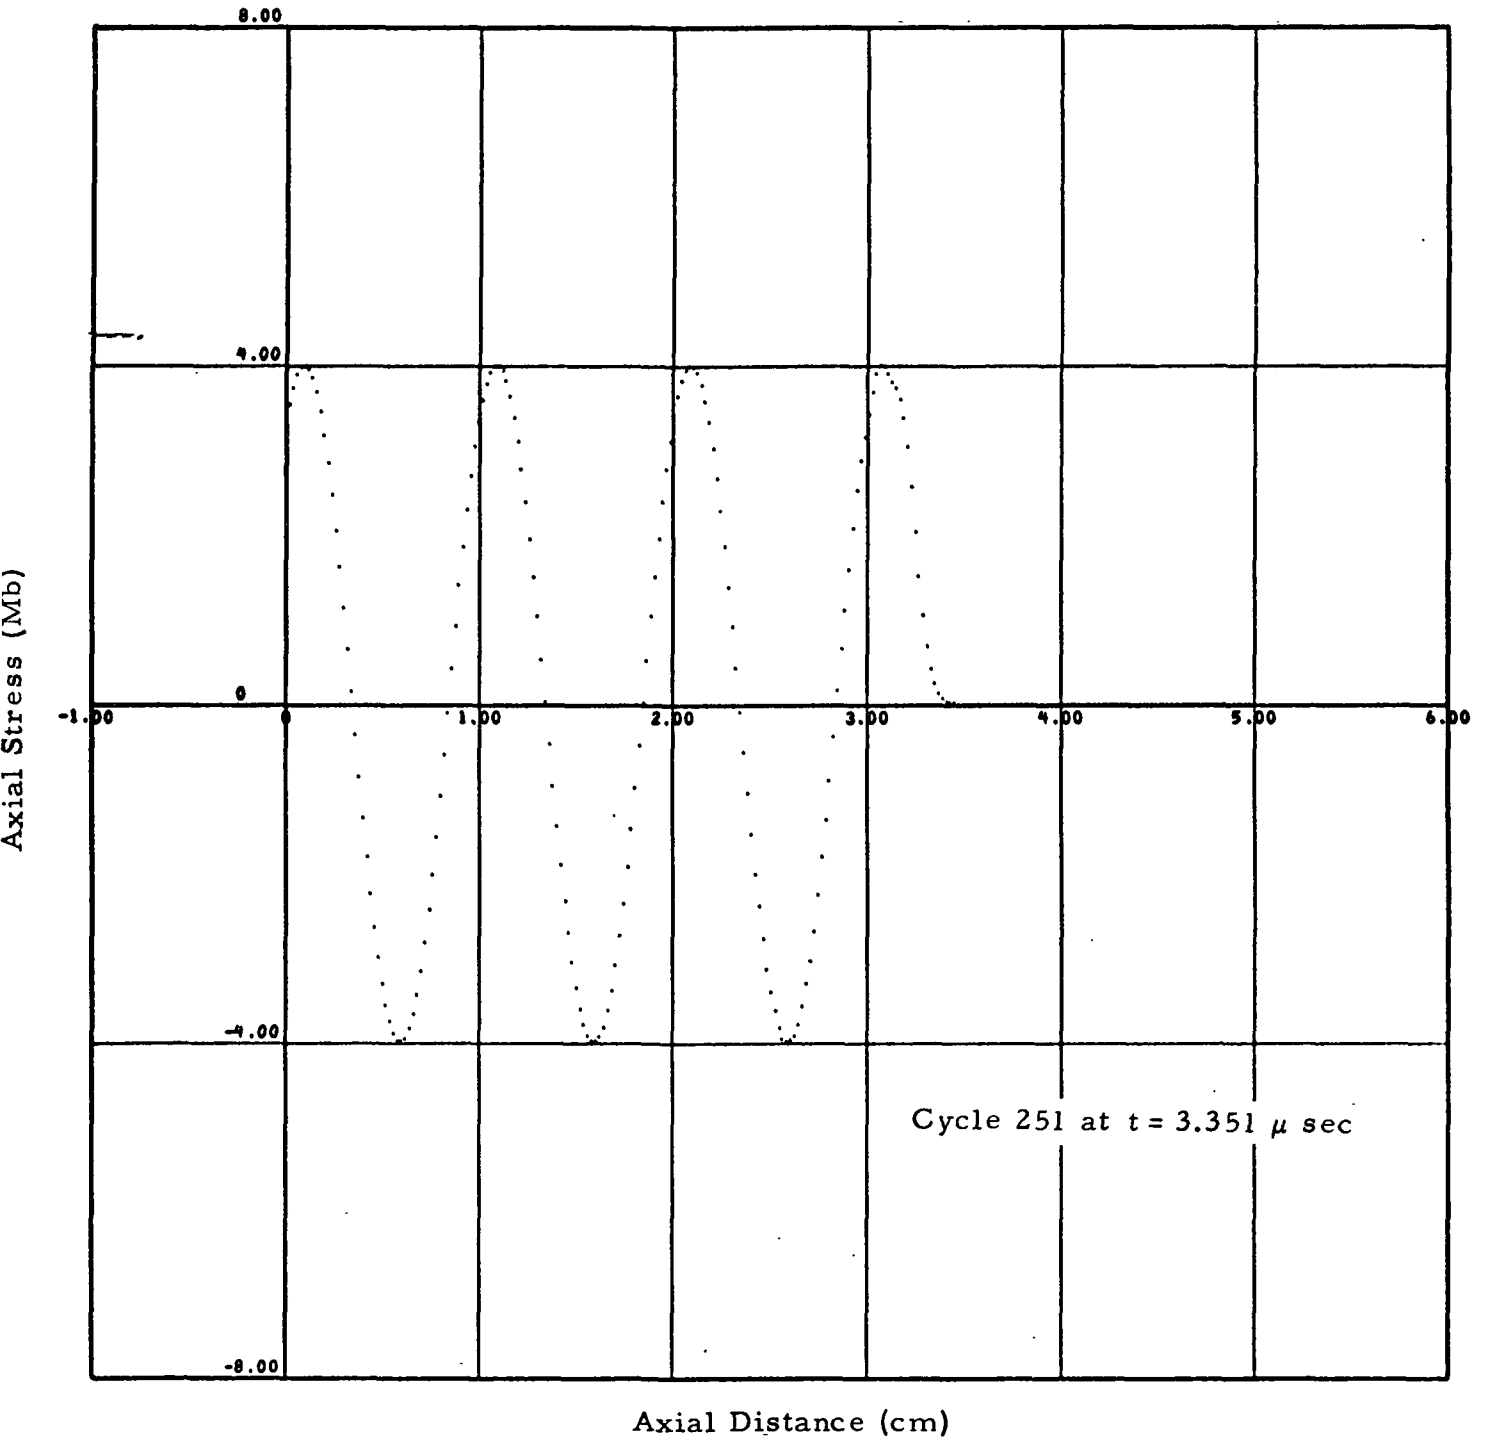 8.00
4.00
0
-1.00 0 1.00 2.00 3.00 4.00 5.00 6.00
-4.00
-8.00
Axial Stress (Mb)
Cycle 251 at t = 3.351 μ sec
Axial Distance (cm)